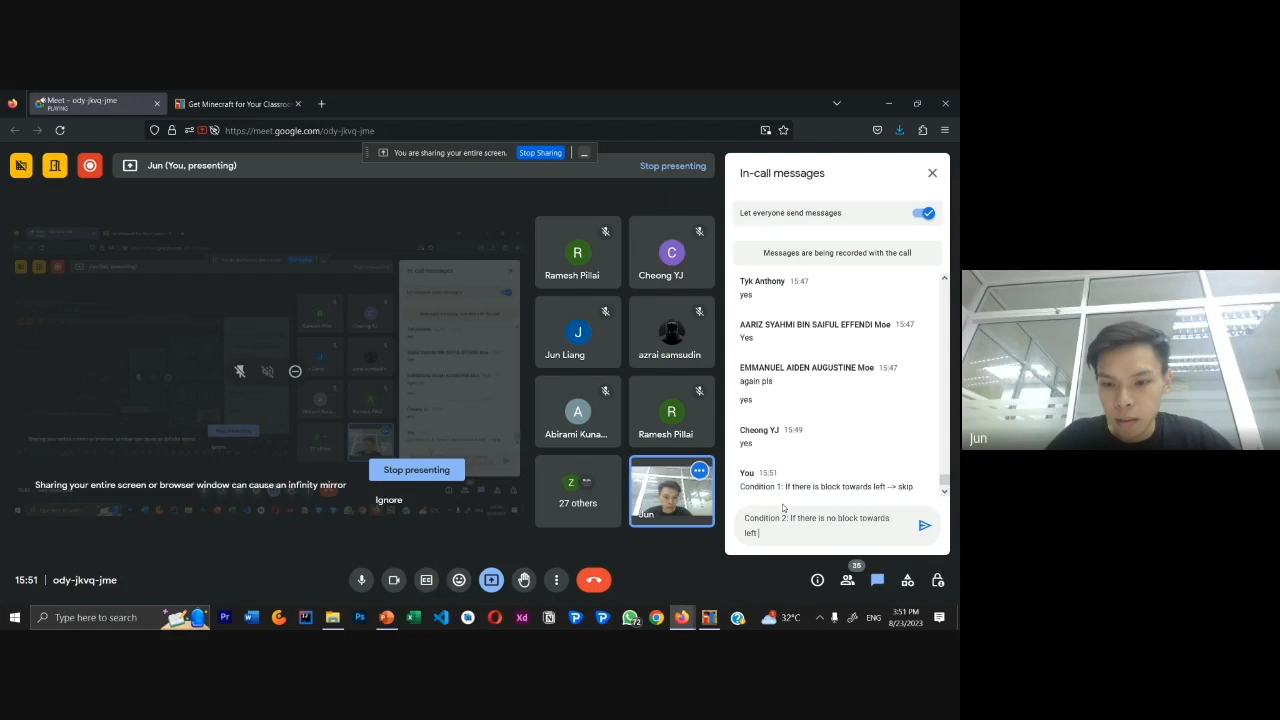 Meet – ody-jkvq-jme
PLAYING
Get Minecraft for Your Classroo
https://meet.google.com/ody-jkvq-jme
You are sharing your entire screen.
Stop Sharing
Jun (You, presenting)
Stop presenting
In-call messages
Let everyone send messages
Messages are being recorded with the call
Tyk Anthony 15:47
yes
AARIZ SYAHMI BIN SAIFUL EFFENDI Moe 15:47
Yes
EMMANUEL AIDEN AUGUSTINE Moe 15:47
again pls
yes
Cheong YJ 15:49
yes
You 15:51
Condition 1: If there is block towards left --> skip
Condition 2: If there is no block towards
left
R
Ramesh Pillai
C
Cheong YJ
J
Jun Liang
azrai samsudin
A
Abirami Kuna...
R
Ramesh Pillai
Z
27 others
Jun
Stop presenting
Sharing your entire screen or browser window can cause an infinity mirror
Ignore
15:51 | ody-jkvq-jme
35
Type here to search
Pr
Ps
Xd
72
32°C
ENG
3:51 PM
8/23/2023
Jun